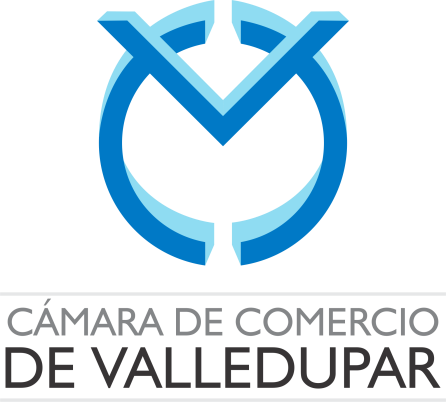 CÁMARA DE COMERCIO
DE VALLEDUPAR